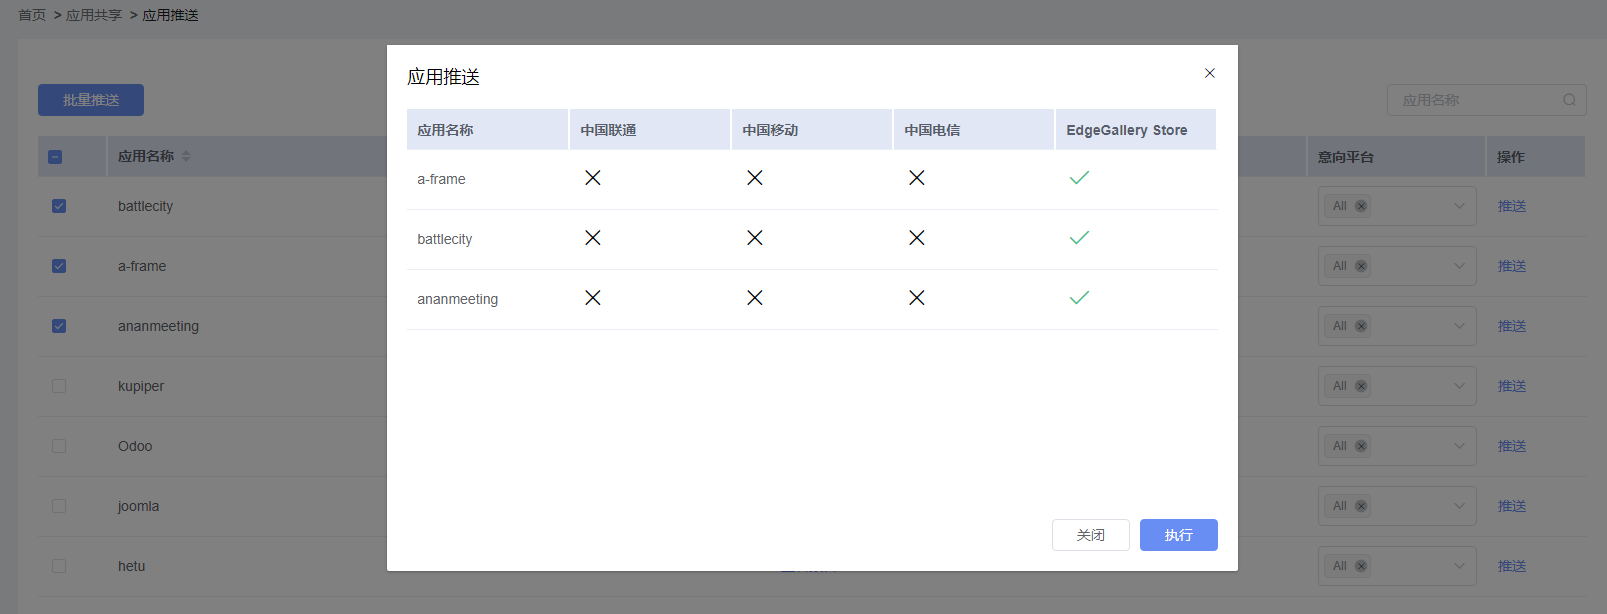 首页 > 应用共享 > 应用推送
批量推送
应用名称
应用名称 意向平台 操作
battlecity All 推送
a-frame All 推送
ananmeeting All 推送
kupiper All 推送
Odoo All 推送
joomla All 推送
hetu All 推送
应用推送
应用名称 中国联通 中国移动 中国电信 EdgeGallery Store
a-frame
battlecity
ananmeeting
关闭 执行